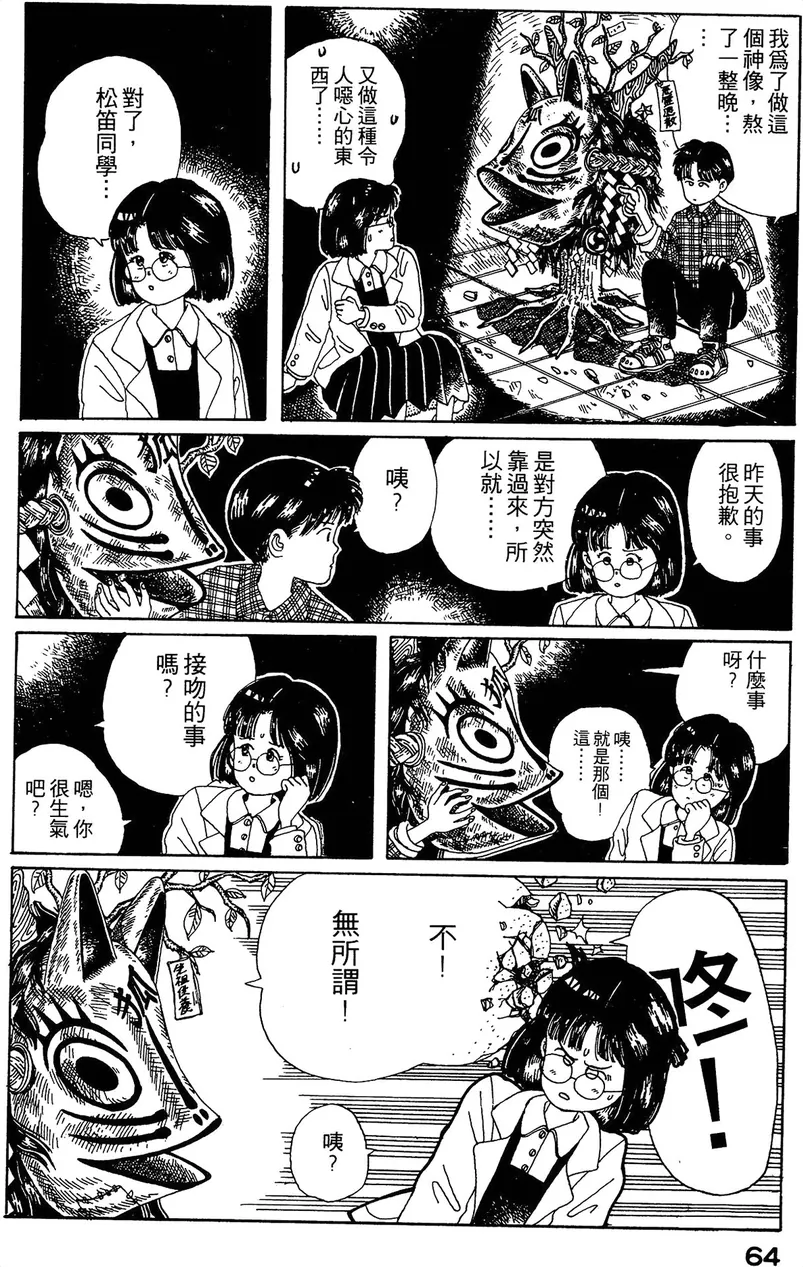 我為了做這
個神像，熬
了一整晚…
…
又做這種令
人噁心的東
西了……
對了，
松笛同學…
昨天的事
很抱歉。
是對方突然
靠過來，所
以就……
咦？
什麼事
呀？
咦……
就是那個！
這……
接吻的事
嗎？
嗯，你
很生氣
吧？
咚！
不！
無所謂！
咦？
64